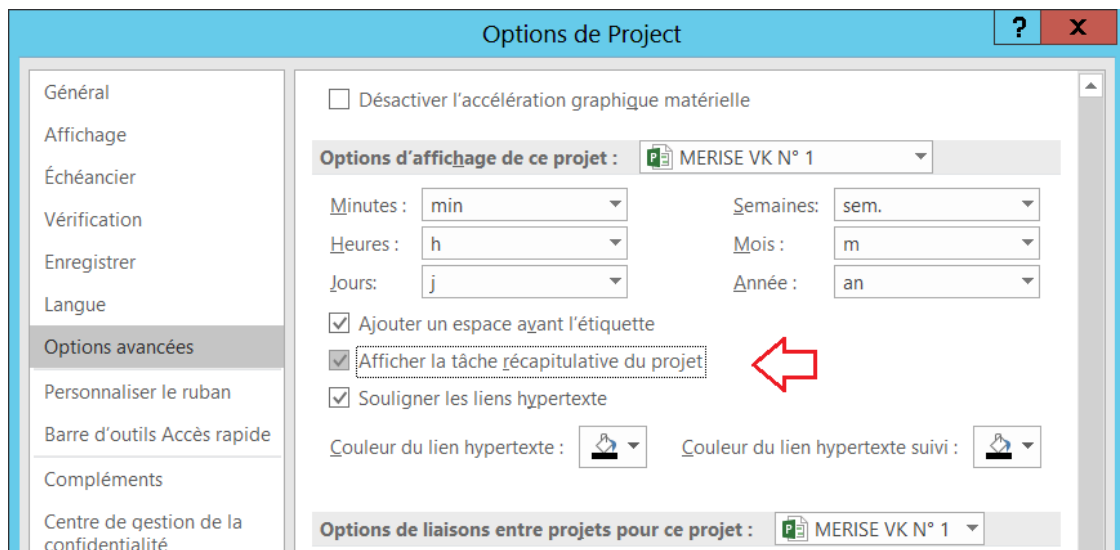 Options de Project
?
X
Général
Affichage
Échéancier
Vérification
Enregistrer
Langue
Options avancées
Personnaliser le ruban
Barre d'outils Accès rapide
Compléments
Centre de gestion de la
confidentialité
Désactiver l'accélération graphique matérielle
Options d'affichage de ce projet : MERISE VK N° 1
Minutes : min Semaines: sem.
Heures : h Mois : m
Jours: j Année : an
Ajouter un espace avant l'étiquette
Afficher la tâche récapitulative du projet
Souligner les liens hypertexte
Couleur du lien hypertexte : Couleur du lien hypertexte suivi :
Options de liaisons entre projets pour ce projet : MERISE VK N° 1